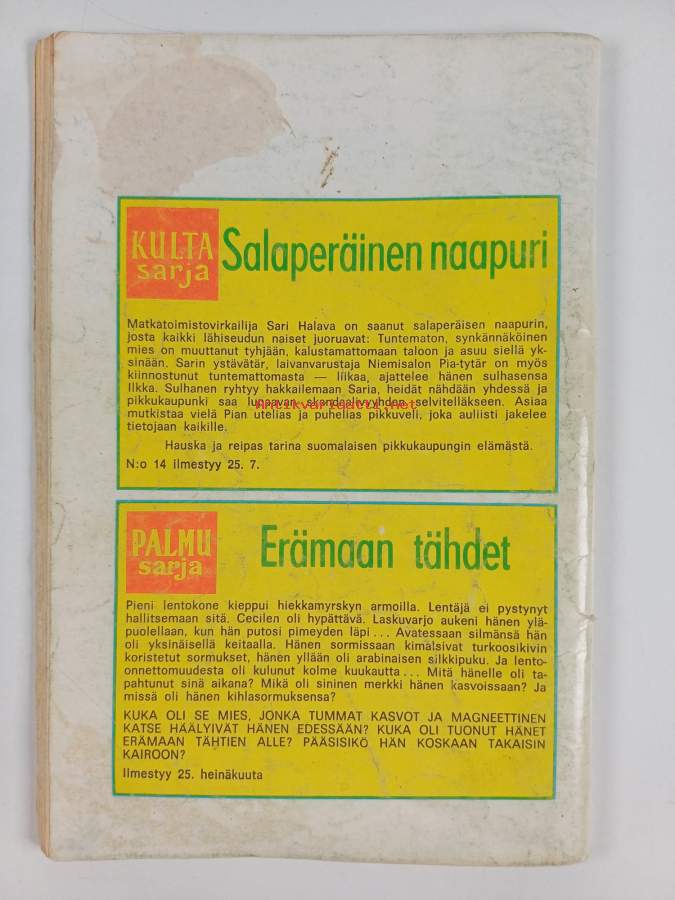 KULTA
sarja
Salaperäinen naapuri
Matkatoimistovirkailija Sari Halava on saanut salaperäisen naapurin,
josta kaikki lähiseudun naiset juoruavat: Tuntematon, synkännäköinen
mies on muuttanut tyhjään, kalustamattomaan taloon ja asuu siellä yk-
sinään. Sarin ystävätär, laivanvarustaja Niemisalon Pia-tytär on myös
kiinnostunut tuntemattomasta — liikaa, ajattelee hänen sulhasensa
Ilkka. Sulhanen ryhtyy hakkailemaan Saria, heidät nähdään yhdessä ja
pikkukaupunki saa lupaavan skandaalivyyhden selvitelläkseen. Asiaa
Antikvariaatti.net
mutkistaa vielä Pian utelias ja puhelias pikkuveli, joka auliisti jakelee
tietojaan kaikille.
Hauska ja reipas tarina suomalaisen pikkukaupungin elämästä.
N:o 14 ilmestyy 25. 7.
PALMU
sarja
Erämaan tähdet
Pieni lentokone kieppui hiekkamyrskyn armoilla. Lentäjä ei pystynyt
hallitsemaan sitä. Cecilen oli hypättävä. Laskuvarjo aukeni hänen ylä-
puolellaan, kun hän putosi pimeyden läpi... Avatessaan silmänsä hän
oli yksinäisellä keitaalla. Hänen sormissaan kimalsivat turkoosikivin
koristetut sormukset, hänen yllään oli arabinaisen silkkipuku. Ja lento-
onnettomuudesta oli kulunut kolme kuukautta... Mitä hänelle oli ta-
pahtunut sinä aikana? Mikä oli sininen merkki hänen kasvoissaan? Ja
missä oli hänen kihlasormuksensa?
KUKA OLI SE MIES, JONKA TUMMAT KASVOT JA MAGNEETTINEN
KATSE HÄÄLYIVÄT HÄNEN EDESSÄÄN? KUKA OLI TUONUT HÄNET
ERÄMAAN TÄHTIEN ALLE? PÄÄSISIKÖ HÄN KOSKAAN TAKAISIN
KAIROON?
Ilmestyy 25. heinäkuuta